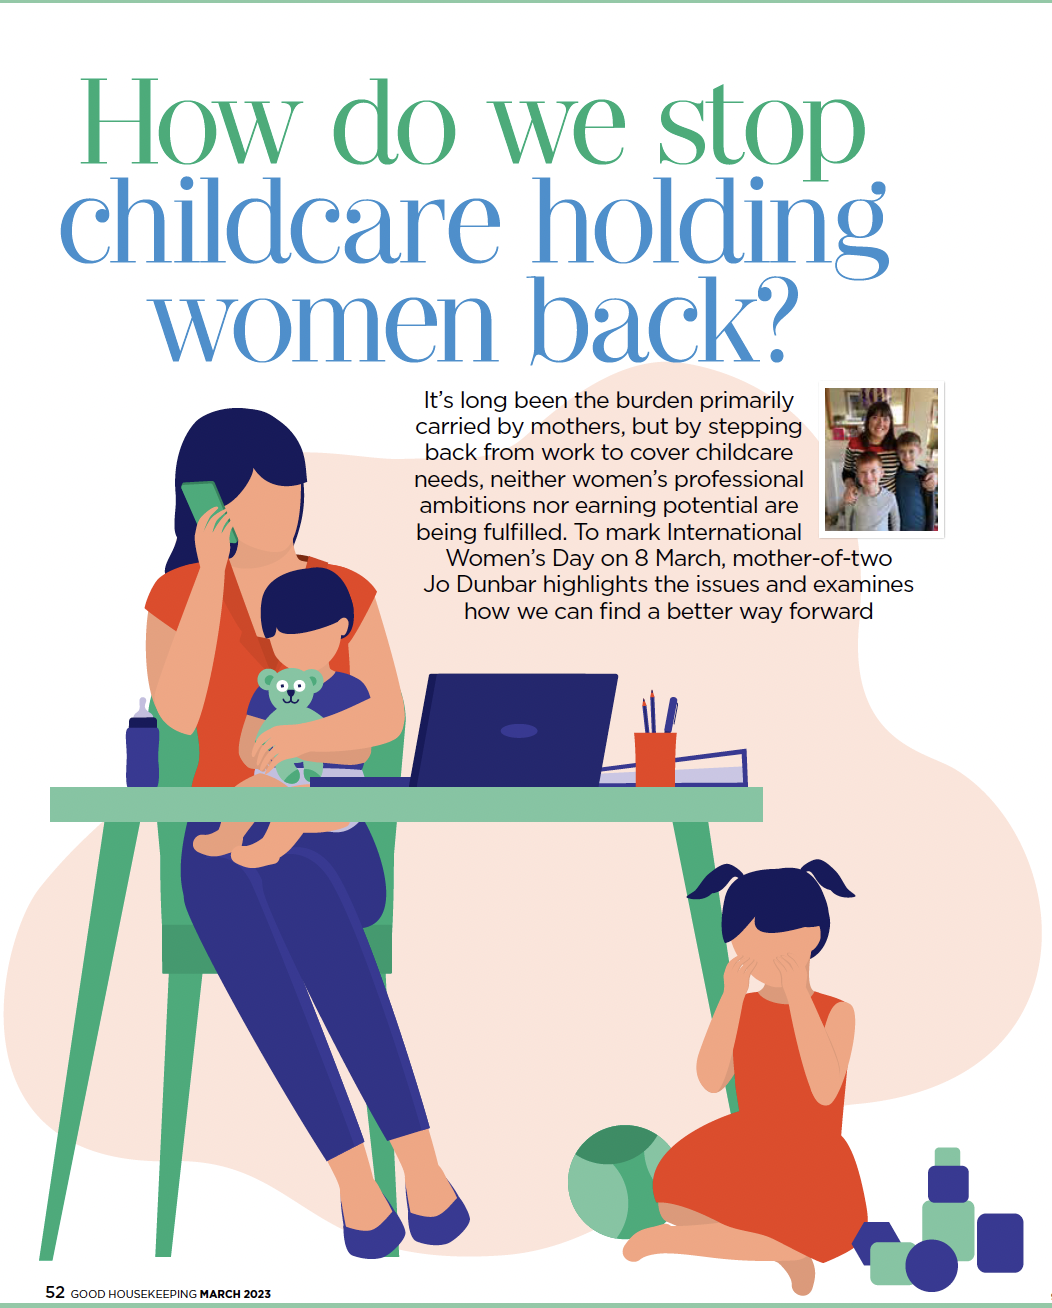 How do we stop
childcare holding
women back?
It’s long been the burden primarily
carried by mothers, but by stepping
back from work to cover childcare
needs, neither women’s professional
ambitions nor earning potential are
being fulfilled. To mark International
Women’s Day on 8 March, mother-of-two
Jo Dunbar highlights the issues and examines
how we can find a better way forward
52 GOOD HOUSEKEEPING MARCH 2023